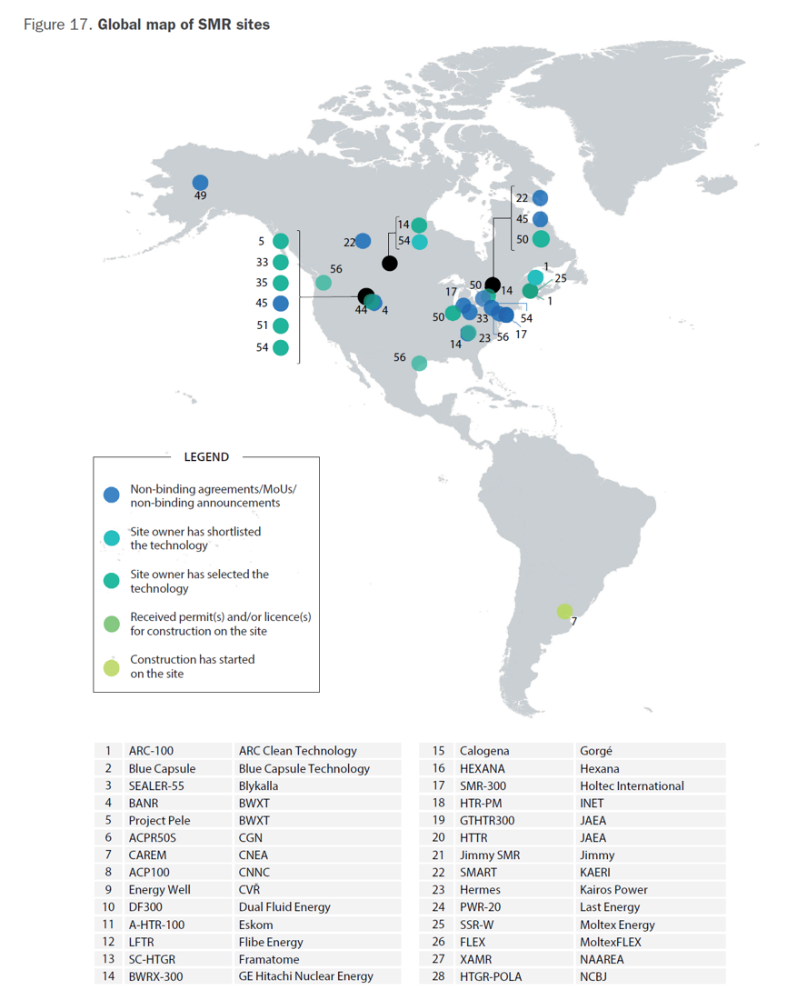 Figure 17. Global map of SMR sites
49
22
45
50
14
54
22
5
33
35
45
51
54
56
44
4
1
25
1
50
14
17
50
33
54
14
23
56
17
56
7
LEGEND
Non-binding agreements/MoUs/
non-binding announcements
Site owner has shortlisted
the technology
Site owner has selected the
technology
Received permit(s) and/or licence(s)
for construction on the site
Construction has started
on the site
1 ARC-100 ARC Clean Technology
2 Blue Capsule Blue Capsule Technology
3 SEALER-55 Blykalla
4 BANR BWXT
5 Project Pele BWXT
6 ACPR50S CGN
7 CAREM CNEA
8 ACP100 CNNC
9 Energy Well CVŘ
10 DF300 Dual Fluid Energy
11 A-HTR-100 Eskom
12 LFTR Flibe Energy
13 SC-HTGR Framatome
14 BWRX-300 GE Hitachi Nuclear Energy
15 Calogena Gorgé
16 HEXANA Hexana
17 SMR-300 Holtec International
18 HTR-PM INET
19 GTHTR300 JAEA
20 HTTR JAEA
21 Jimmy SMR Jimmy
22 SMART KAERI
23 Hermes Kairos Power
24 PWR-20 Last Energy
25 SSR-W Moltex Energy
26 FLEX MoltexFLEX
27 XAMR NAAREA
28 HTGR-POLA NCBJ